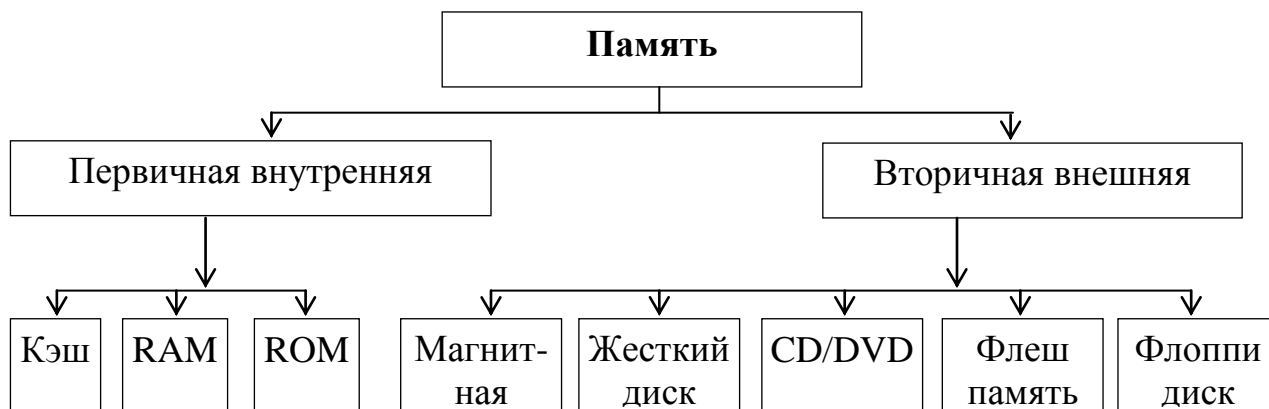 Память
Первичная внутренняя
Вторичная внешняя
Кэш
RAM
ROM
Магнит-
ная
Жесткий
диск
CD/DVD
Флеш
память
Флоппи
диск